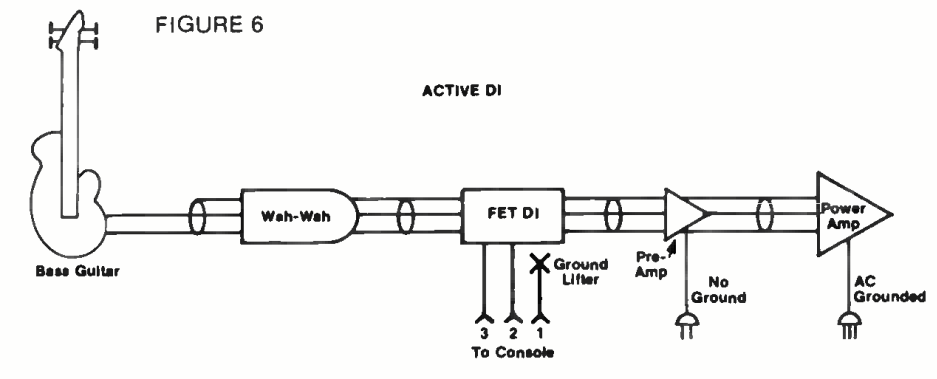 FIGURE 6
ACTIVE DI
Bass Guitar
Wah-Wah
FET DI
Pre-
Amp
Power
Amp
Ground
Lifter
No
Ground
AC
Grounded
3 2 1
To Console